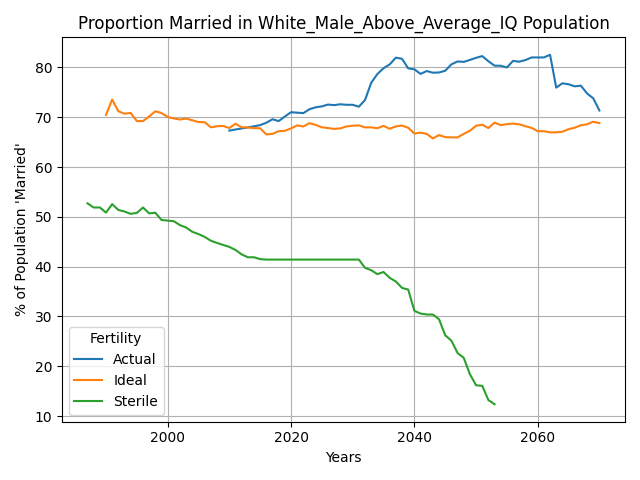 Proportion Married in White_Male_Above_Average_IQ Population
% of Population 'Married'
80
70
60
50
40
30
20
10
Fertility
Actual
Ideal
Sterile
2000
2020
2040
2060
Years